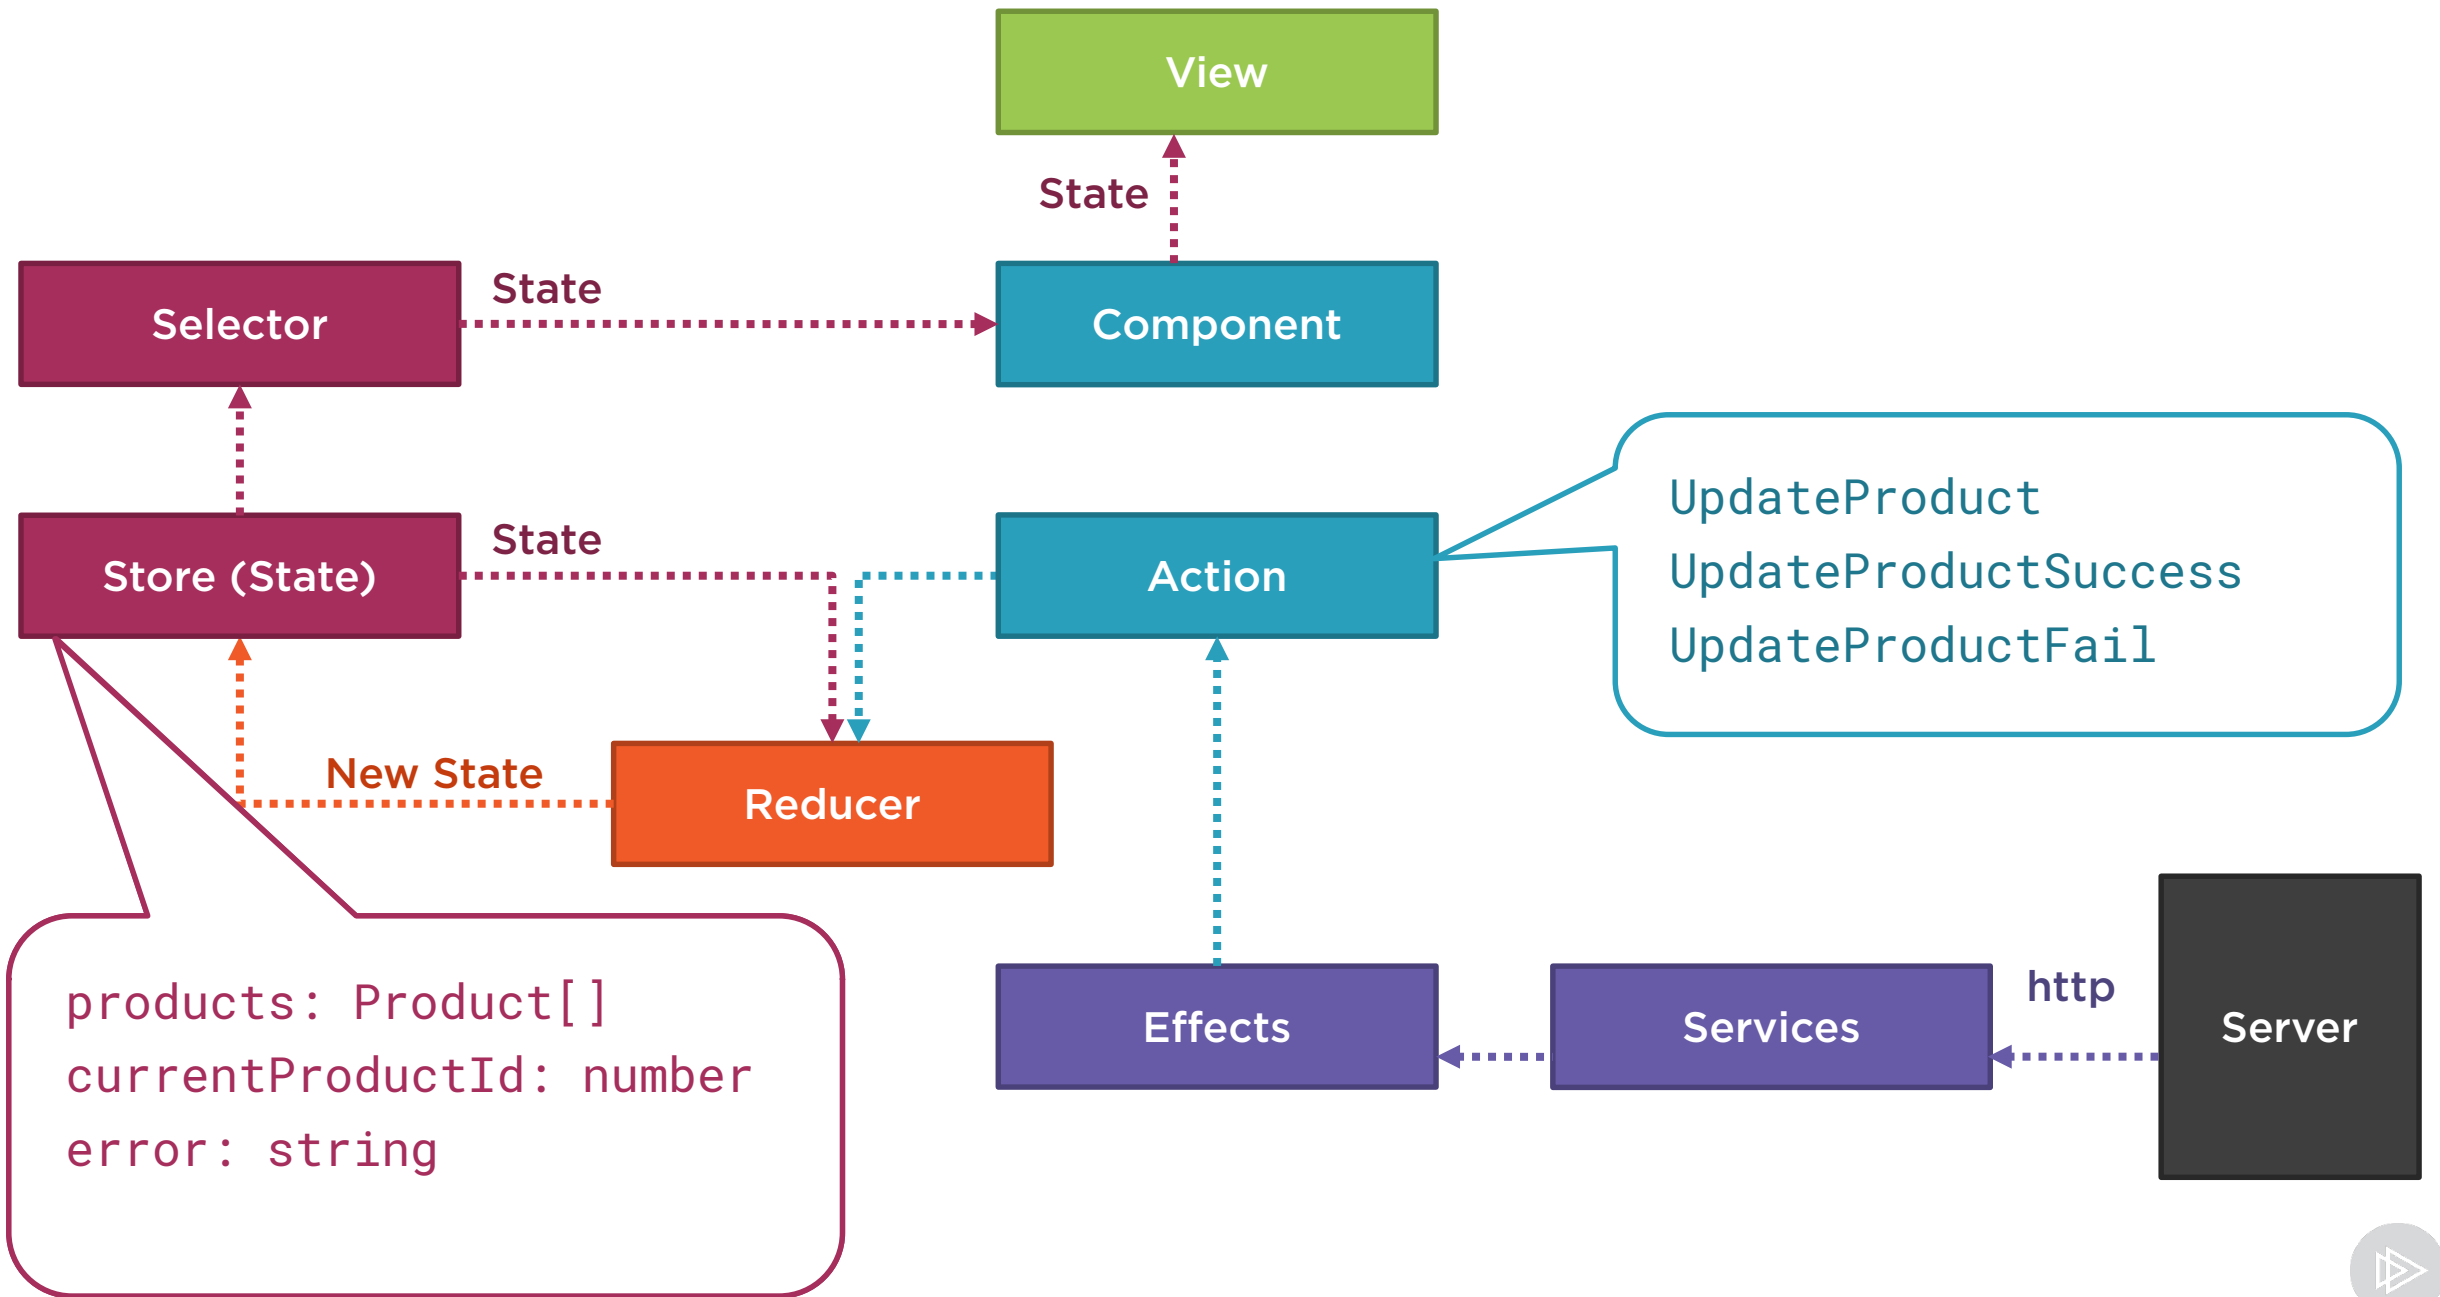 View
State
Selector
State
Component
Store (State)
State
Action
UpdateProduct
UpdateProductSuccess
UpdateProductFail
New State
Reducer
products: Product[]
currentProductId: number
error: string
Effects
Services
http
Server